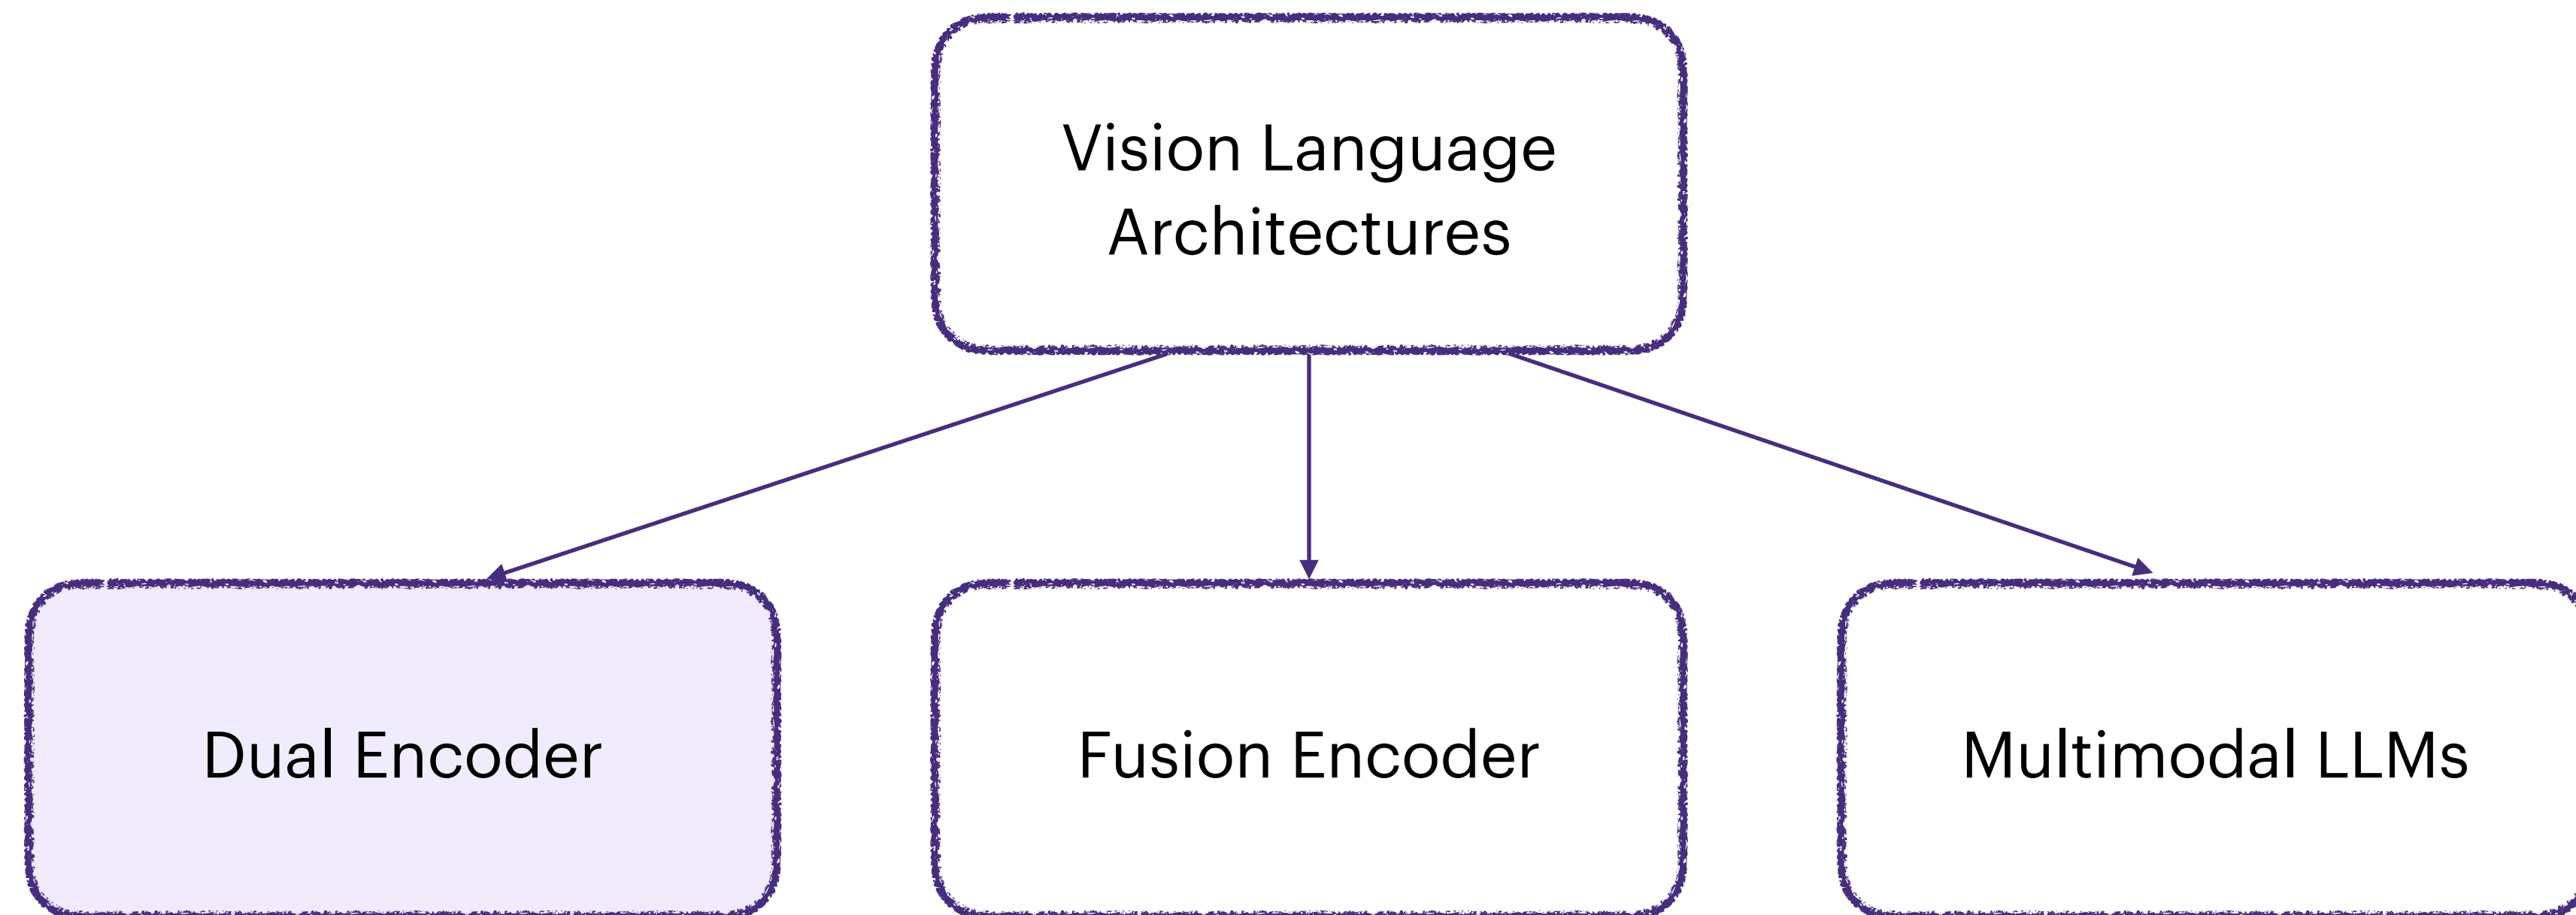 Vision Language
Architectures
Dual Encoder
Fusion Encoder
Multimodal LLMs